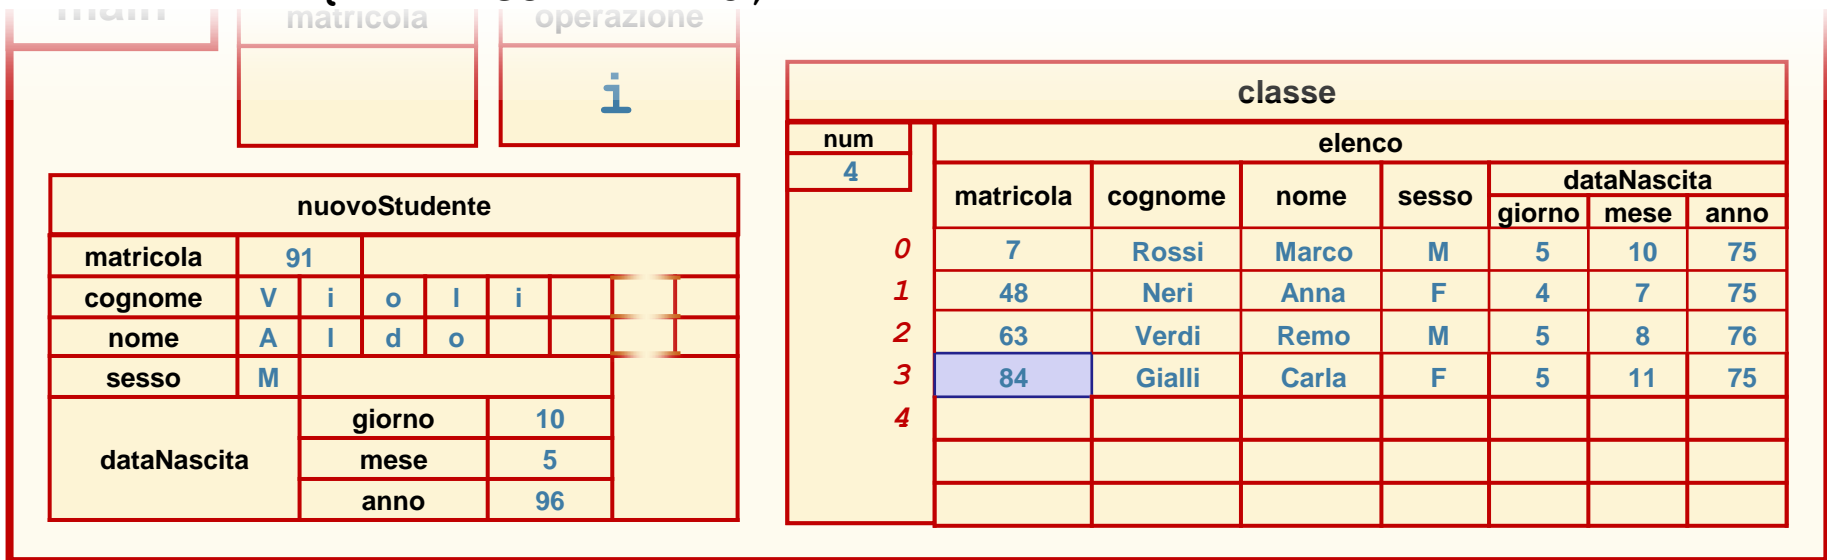 main
matricola
operazione
i
nuovoStudente
matricola 91
cognome V i o l i
nome A l d o
sesso M
dataNascita
giorno 10
mese 5
anno 96
classe
num
4
elenco
matricola cognome nome sesso dataNascita
giorno mese anno
0 7 Rossi Marco M 5 10 75
1 48 Neri Anna F 4 7 75
2 63 Verdi Remo M 5 8 76
3 84 Gialli Carla F 5 11 75
4